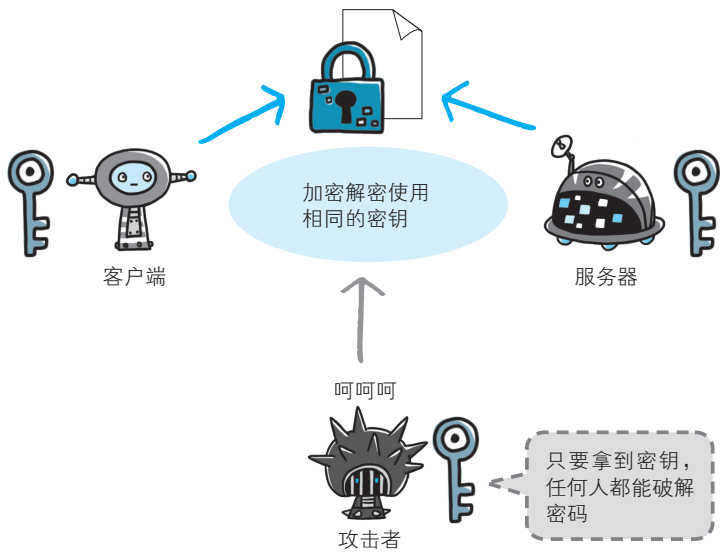 加密解密使用
相同的密钥
客户端
服务器
呵呵呵
只要拿到密钥，
任何人都能破解
密码
攻击者